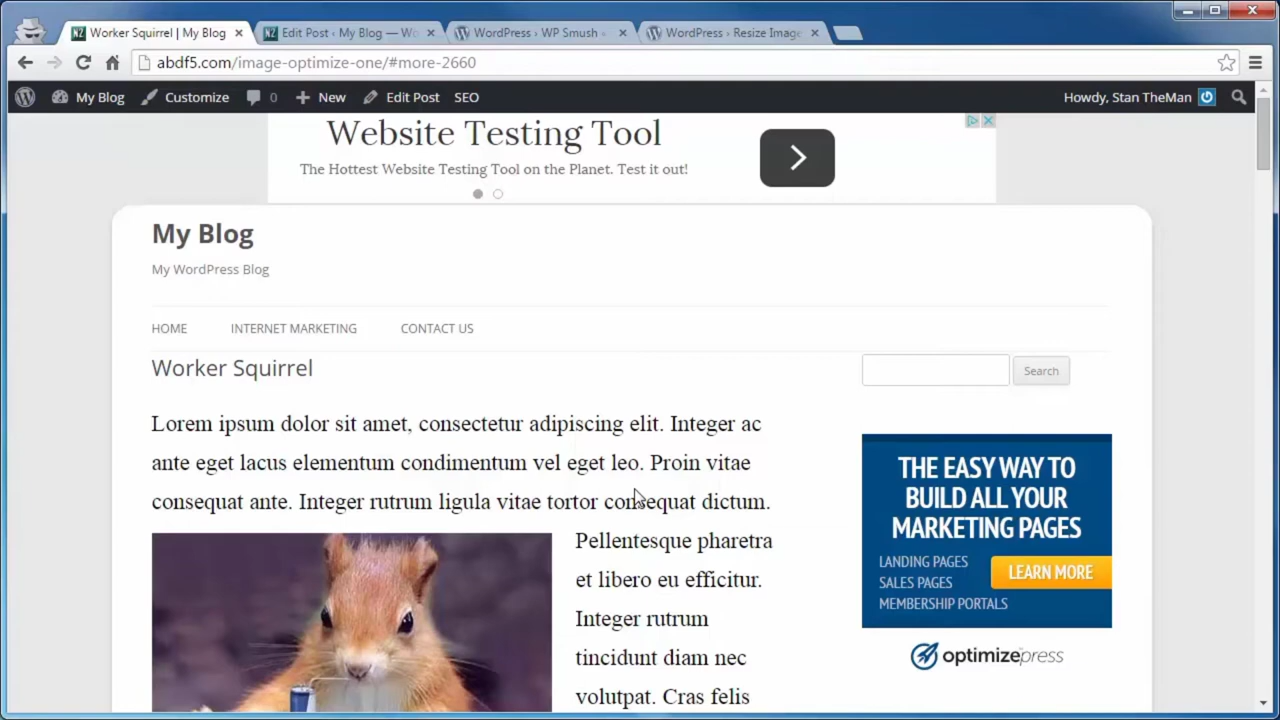 Worker Squirrel | My Blog
Edit Post ‹ My Blog — Wo
WordPress › WP Smush «
WordPress › Resize Image
abdf5.com/image-optimize-one/#more-2660
My Blog Customize 0 New Edit Post SEO Howdy, Stan TheMan
Website Testing Tool
The Hottest Website Testing Tool on the Planet. Test it out!
My Blog
My WordPress Blog
HOME INTERNET MARKETING CONTACT US
Worker Squirrel
Search
Lorem ipsum dolor sit amet, consectetur adipiscing elit. Integer ac
ante eget lacus elementum condimentum vel eget leo. Proin vitae
consequat ante. Integer rutrum ligula vitae tortor consequat dictum.
Pellentesque pharetra
et libero eu efficitur.
Integer rutrum
tincidunt diam nec
volutpat. Cras felis
THE EASY WAY TO
BUILD ALL YOUR
MARKETING PAGES
LANDING PAGES
SALES PAGES
MEMBERSHIP PORTALS
LEARN MORE
optimizepress